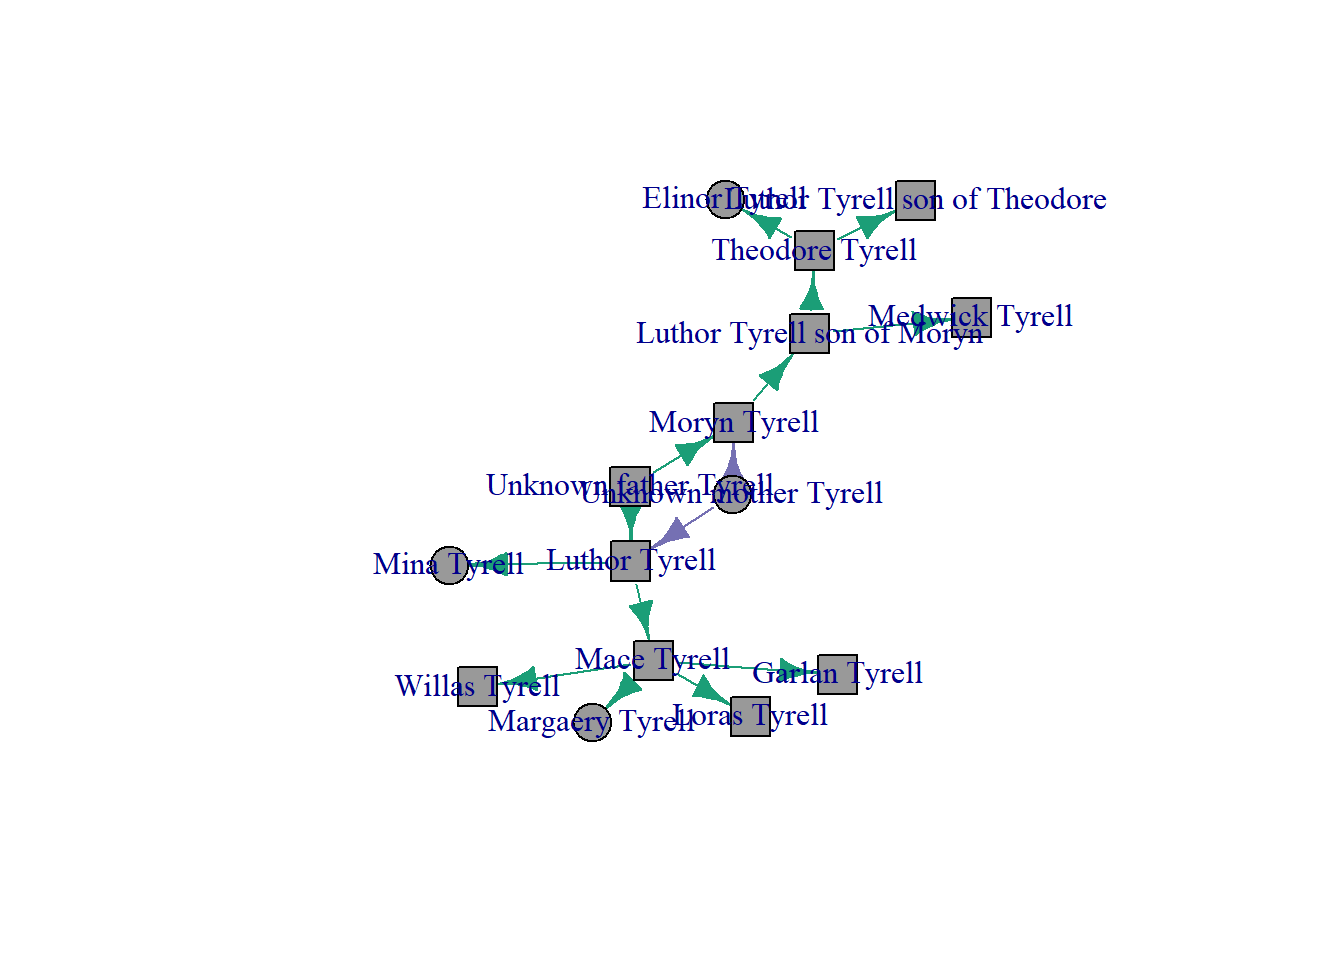 Elinor Tyrell
Luthor Tyrell son of Theodore
Theodore Tyrell
Medwick Tyrell
Luthor Tyrell son of Moryn
Moryn Tyrell
Unknown father Tyrell
Unknown mother Tyrell
Luthor Tyrell
Mina Tyrell
Mace Tyrell
Garlan Tyrell
Willas Tyrell
Loras Tyrell
Margaery Tyrell